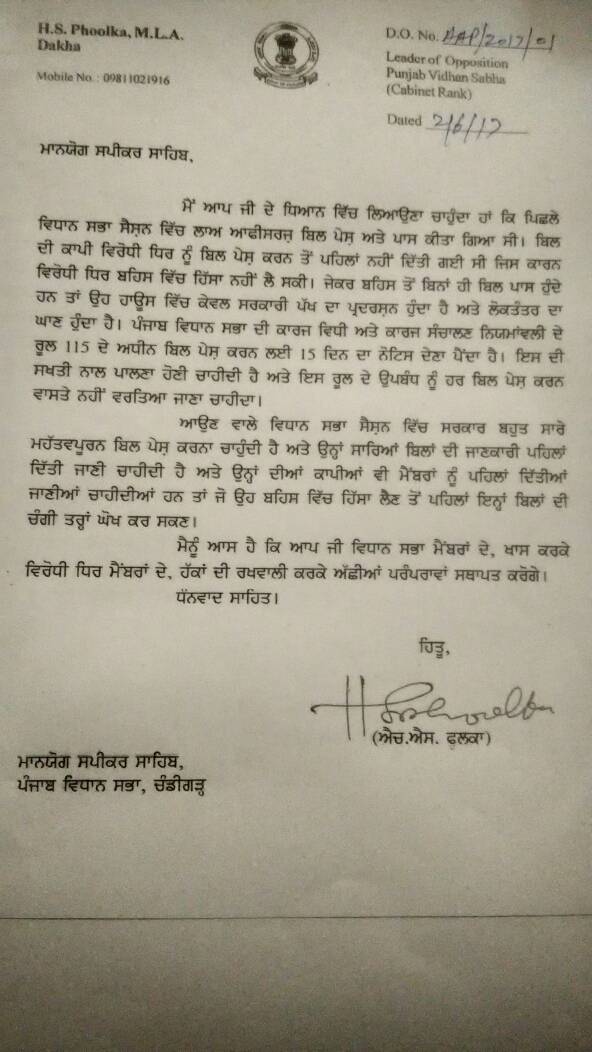 H.S. Phoolka, M.L.A.
Dakha
Mobile No. : 09811021916
D.O. No. AAP/2017/01
Leader of Opposition
Punjab Vidhan Sabha
(Cabinet Rank)
Dated 2/6/17
ਮਾਨਯੋਗ ਸਪੀਕਰ ਸਾਹਿਬ,
ਮੈਂ ਆਪ ਜੀ ਦੇ ਧਿਆਨ ਵਿੱਚ ਲਿਆਉਣਾ ਚਾਹੁੰਦਾ ਹਾਂ ਕਿ ਪਿਛਲੇ
ਵਿਧਾਨ ਸਭਾ ਸੈਸ਼ਨ ਵਿੱਚ ਲਾਅ ਆਫੀਸਰਜ਼ ਬਿਲ ਪੇਸ਼ ਅਤੇ ਪਾਸ ਕੀਤਾ ਗਿਆ ਸੀ। ਬਿਲ
ਦੀ ਕਾਪੀ ਵਿਰੋਧੀ ਧਿਰ ਨੂੰ ਬਿਲ ਪੇਸ਼ ਕਰਨ ਤੋਂ ਪਹਿਲਾਂ ਨਹੀਂ ਦਿੱਤੀ ਗਈ ਸੀ ਜਿਸ ਕਾਰਨ
ਵਿਰੋਧੀ ਧਿਰ ਬਹਿਸ ਵਿੱਚ ਹਿੱਸਾ ਨਹੀਂ ਲੈ ਸਕੀ। ਜੇਕਰ ਬਹਿਸ ਤੋਂ ਬਿਨਾਂ ਹੀ ਬਿਲ ਪਾਸ ਹੁੰਦੇ
ਹਨ ਤਾਂ ਉਹ ਹਾਊਸ ਵਿੱਚ ਕੇਵਲ ਸਰਕਾਰੀ ਪੱਖ ਦਾ ਪ੍ਰਦਰਸ਼ਨ ਹੁੰਦਾ ਹੈ ਅਤੇ ਲੋਕਤੰਤਰ ਦਾ
ਘਾਣ ਹੁੰਦਾ ਹੈ। ਪੰਜਾਬ ਵਿਧਾਨ ਸਭਾ ਦੀ ਕਾਰਜ ਵਿਧੀ ਅਤੇ ਕਾਰਜ ਸੰਚਾਲਣ ਨਿਯਮਾਂਵਲੀ ਦੇ
ਰੂਲ 115 ਦੇ ਅਧੀਨ ਬਿਲ ਪੇਸ਼ ਕਰਨ ਲਈ 15 ਦਿਨ ਦਾ ਨੋਟਿਸ ਦੇਣਾ ਪੈਂਦਾ ਹੈ। ਇਸ ਦੀ
ਸਖਤੀ ਨਾਲ ਪਾਲਣਾ ਹੋਣੀ ਚਾਹੀਦੀ ਹੈ ਅਤੇ ਇਸ ਰੂਲ ਦੇ ਉਪਬੰਧ ਨੂੰ ਹਰ ਬਿਲ ਪੇਸ਼ ਕਰਨ
ਵਾਸਤੇ ਨਹੀਂ ਵਰਤਿਆ ਜਾਣਾ ਚਾਹੀਦਾ।
ਆਉਣ ਵਾਲੇ ਵਿਧਾਨ ਸਭਾ ਸੈਸ਼ਨ ਵਿੱਚ ਸਰਕਾਰ ਬਹੁਤ ਸਾਰੇ
ਮਹੱਤਵਪੂਰਨ ਬਿਲ ਪੇਸ਼ ਕਰਨਾ ਚਾਹੁੰਦੀ ਹੈ ਅਤੇ ਉਨ੍ਹਾਂ ਸਾਰਿਆਂ ਬਿਲਾਂ ਦੀ ਜਾਣਕਾਰੀ ਪਹਿਲਾਂ
ਦਿੱਤੀ ਜਾਣੀ ਚਾਹੀਦੀ ਹੈ ਅਤੇ ਉਨ੍ਹਾਂ ਦੀਆਂ ਕਾਪੀਆਂ ਵੀ ਮੈਂਬਰਾਂ ਨੂੰ ਪਹਿਲਾਂ ਦਿੱਤੀਆਂ
ਜਾਣੀਆਂ ਚਾਹੀਦੀਆਂ ਹਨ ਤਾਂ ਜੋ ਉਹ ਬਹਿਸ ਵਿੱਚ ਹਿੱਸਾ ਲੈਣ ਤੋਂ ਪਹਿਲਾਂ ਇਨ੍ਹਾਂ ਬਿਲਾਂ ਦੀ
ਚੰਗੀ ਤਰ੍ਹਾਂ ਘੋਖ ਕਰ ਸਕਣ।
ਮੈਨੂੰ ਆਸ ਹੈ ਕਿ ਆਪ ਜੀ ਵਿਧਾਨ ਸਭਾ ਮੈਂਬਰਾਂ ਦੇ, ਖਾਸ ਕਰਕੇ
ਵਿਰੋਧੀ ਧਿਰ ਮੈਂਬਰਾਂ ਦੇ, ਹੱਕਾਂ ਦੀ ਰਖਵਾਲੀ ਕਰਕੇ ਅੱਛੀਆਂ ਪਰੰਪਰਾਵਾਂ ਸਥਾਪਤ ਕਰੋਗੇ।
ਧੰਨਵਾਦ ਸਾਹਿਤ।
ਹਿਤੂ,
HSPhoolka
(ਐਚ.ਐਸ. ਫੂਲਕਾ)
ਮਾਨਯੋਗ ਸਪੀਕਰ ਸਾਹਿਬ,
ਪੰਜਾਬ ਵਿਧਾਨ ਸਭਾ, ਚੰਡੀਗੜ੍ਹ